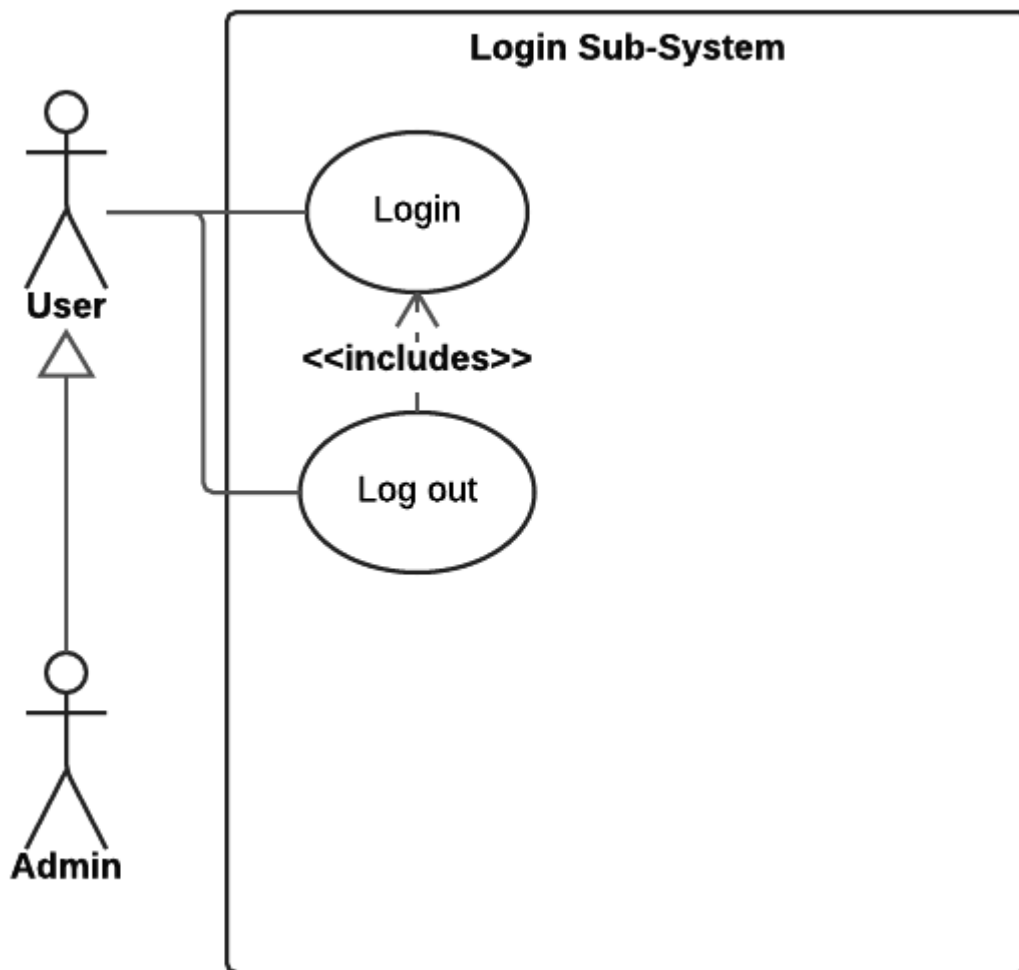 Login Sub-System
Login
User
<<includes>>
Log out
Admin